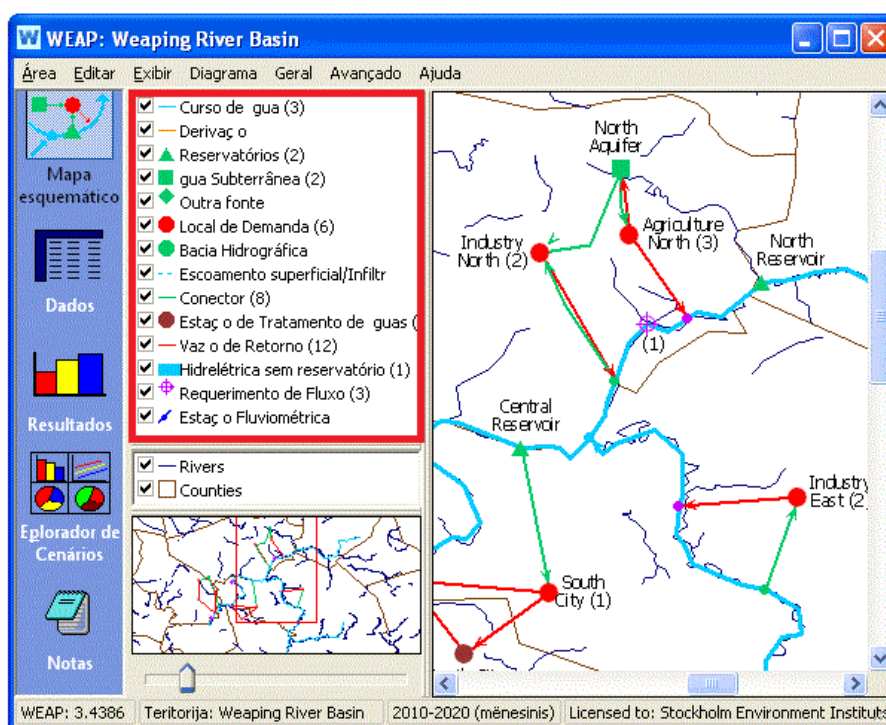 WEAP: Weaping River Basin
Área Editar Exibir Diagrama Geral Avançado Ajuda
Mapa
esquemático
Dados
Resultados
Eplorador de
Cenários
Notas
Curso de gua (3)
Derivaç o
Reservatórios (2)
gua Subterrânea (2)
Outra fonte
Local de Demanda (6)
Bacia Hidrográfica
Escoamento superficial/Infiltr
Conector (8)
Estaç o de Tratamento de guas (
Vaz o de Retorno (12)
Hidrelétrica sem reservatório (1)
Requerimento de Fluxo (3)
Estaç o Fluviométrica
Rivers
Counties
North
Aquifer
Agriculture
North (3)
Industry
North (2)
North
Reservoir
(1)
Central
Reservoir
Industry
East (2
South
City (1)
WEAP: 3.4386 Teritorija: Weaping River Basin 2010-2020 (mėnesinis) Licensed to: Stockholm Environment Institute